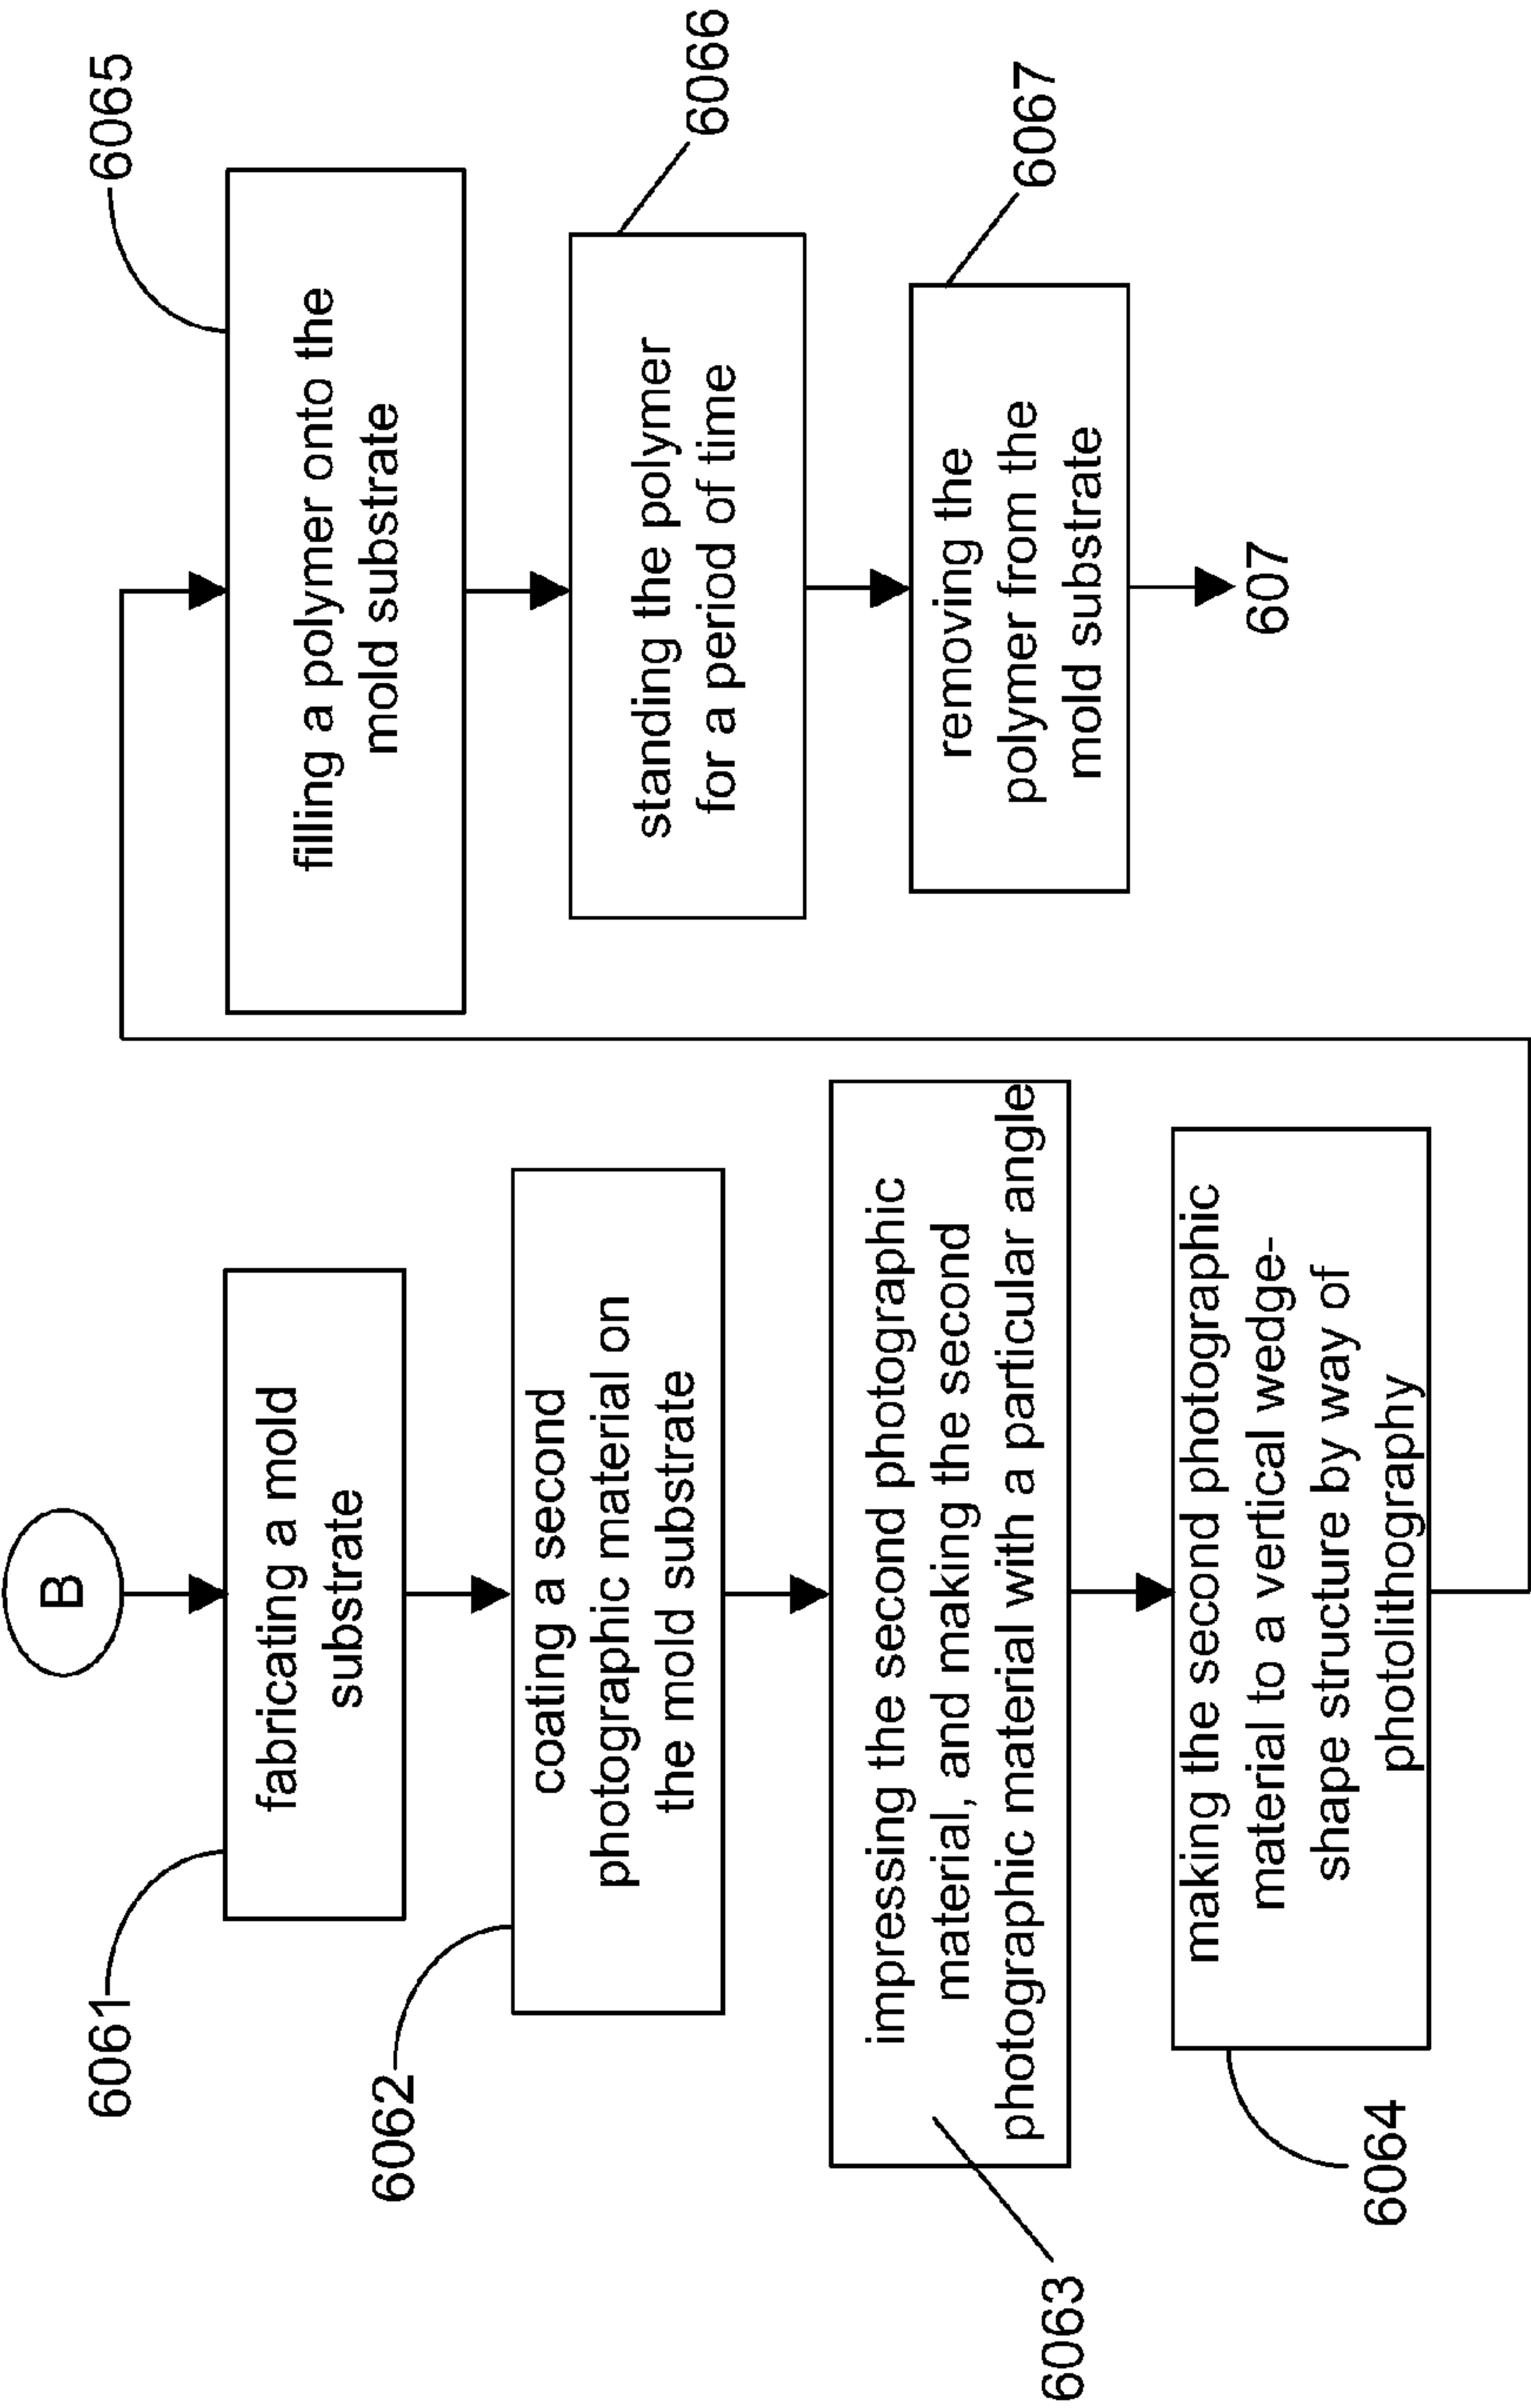 B
6061
fabricating a mold
substrate
6062
coating a second
photographic material on
the mold substrate
6063
impressing the second photographic
material, and making the second
photographic material with a particular angle
6064
making the second photographic
material to a vertical wedge-
shape structure by way of
photolithography
6065
filling a polymer onto the
mold substrate
6066
standing the polymer
for a period of time
6067
removing the
polymer from the
mold substrate
607